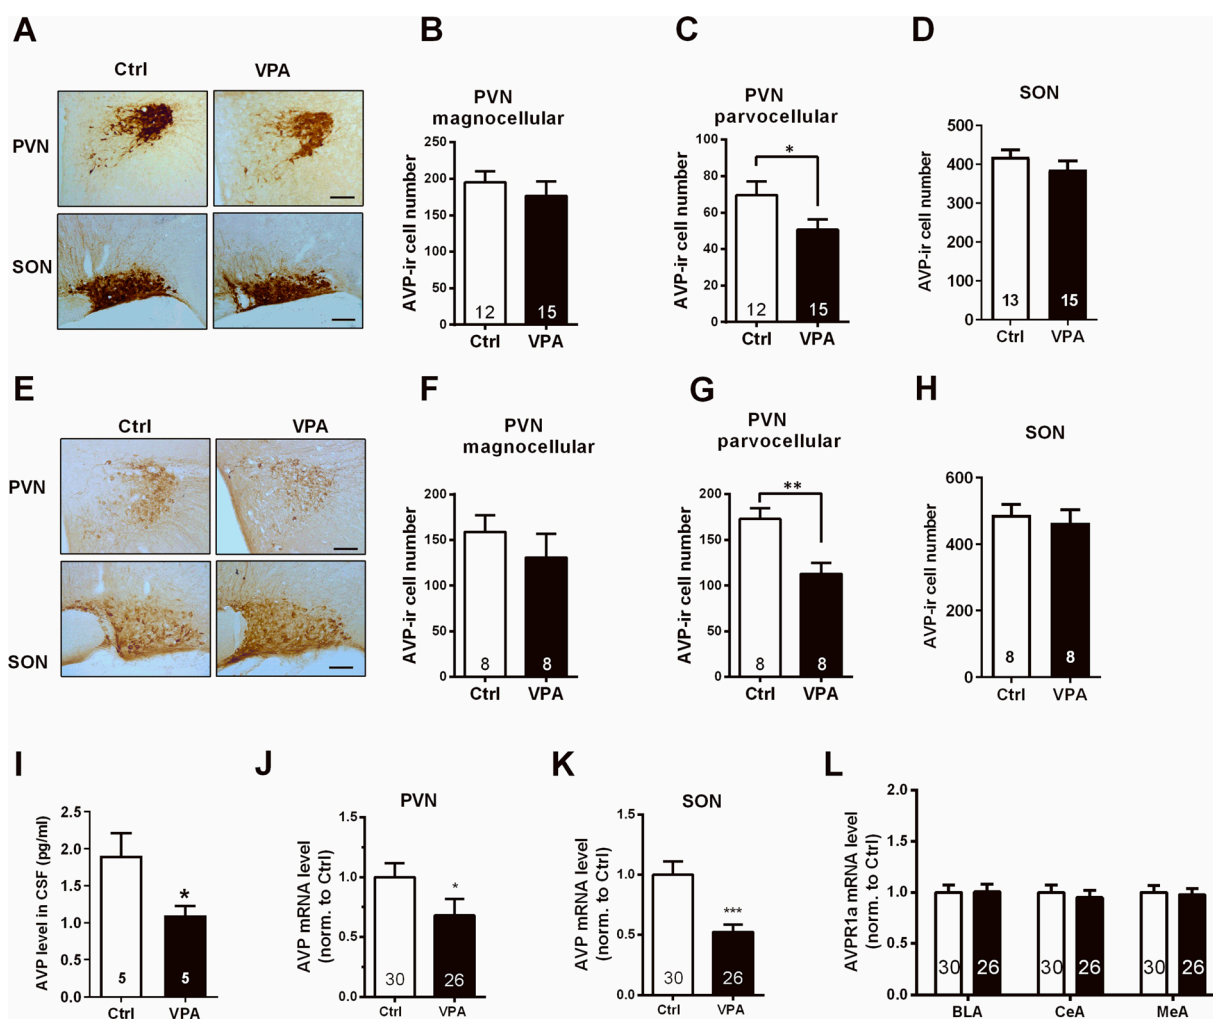 A
B
C
D
Ctrl
VPA
PVN
SON
PVN
magnocellular
AVP-ir cell number
250
200
150
100
50
0
12
15
Ctrl
VPA
PVN
parvocellular
AVP-ir cell number
100
80
60
40
20
0
*
12
15
Ctrl
VPA
SON
AVP-ir cell number
500
400
300
200
100
0
13
15
Ctrl
VPA
E
F
G
H
Ctrl
VPA
PVN
SON
PVN
magnocellular
AVP-ir cell number
200
150
100
50
0
8
8
Ctrl
VPA
PVN
parvocellular
AVP-ir cell number
200
150
100
50
0
**
8
8
Ctrl
VPA
SON
AVP-ir cell number
600
400
200
0
8
8
Ctrl
VPA
I
J
K
L
AVP level in CSF (pg/ml)
2.5
2.0
1.5
1.0
0.5
0.0
*
5
5
Ctrl
VPA
PVN
AVP mRNA level
(norm. to Ctrl)
1.5
1.0
0.5
0.0
*
30
26
Ctrl
VPA
SON
AVP mRNA level
(norm. to Ctrl)
1.5
1.0
0.5
0.0
***
30
26
Ctrl
VPA
AVPR1a mRNA level
(norm. to Ctrl)
2.0
1.5
1.0
0.5
0.0
30
26
30
26
30
26
BLA
CeA
MeA